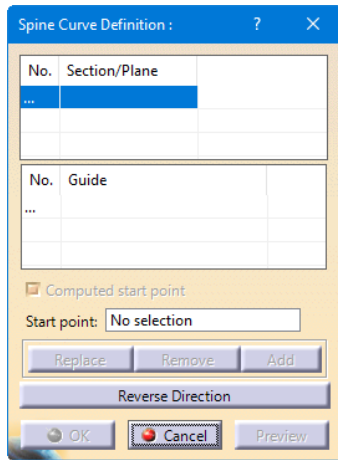 Spine Curve Definition : ? ×
No. Section/Plane
...
No. Guide
...
Computed start point
Start point: No selection
Replace Remove Add
Reverse Direction
OK Cancel Preview